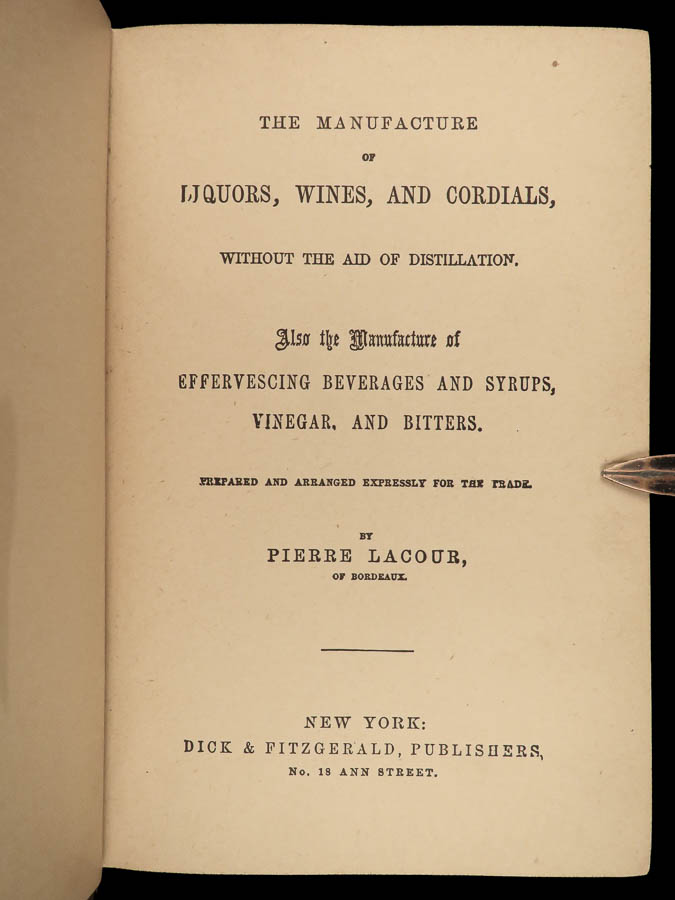 THE MANUFACTURE
OF
LIQUORS, WINES, AND CORDIALS,
WITHOUT THE AID OF DISTILLATION.
Also the Manufacture of
EFFERVESCING BEVERAGES AND SYRUPS,
VINEGAR, AND BITTERS.
PREPARED AND ARRANGED EXPRESSLY FOR THE TRADE.
BY
PIERRE LACOUR,
OF BORDEAUX.
NEW YORK:
DICK & FITZGERALD, PUBLISHERS,
No. 18 ANN STREET.